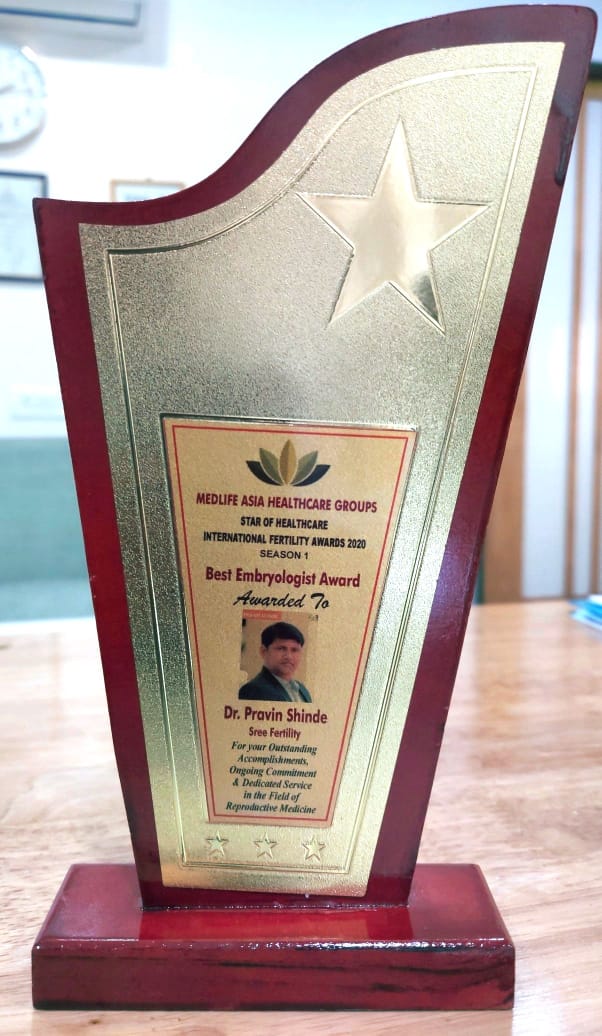 MEDLIFE ASIA HEALTHCARE GROUPS
STAR OF HEALTHCARE
INTERNATIONAL FERTILITY AWARDS 2020
SEASON 1
Best Embryologist Award
Awarded To
Dr. Pravin Shinde
Sree Fertility
For your Outstanding
Accomplishments,
Ongoing Commitment
& Dedicated Service
in the Field of
Reproductive Medicine